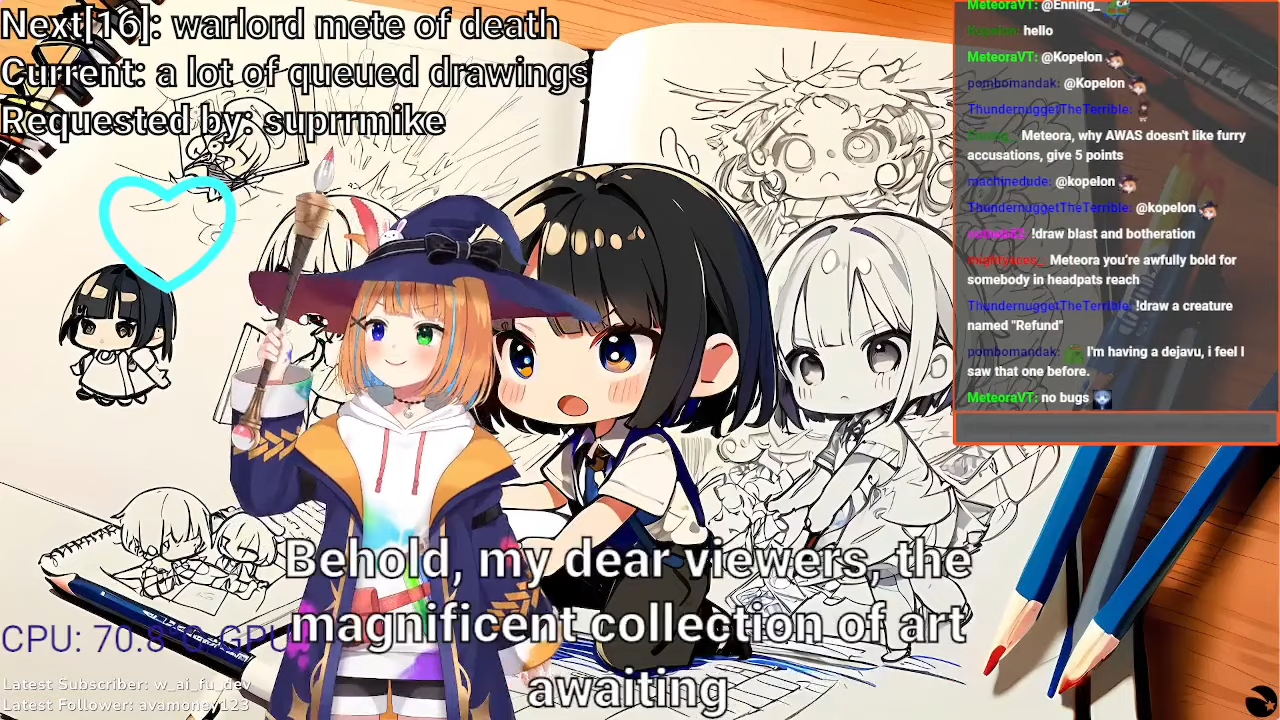 Next[16]: warlord mete of death
Current: a lot of queued drawings
Requested by: suprrmike
MeteoraVT: @Enning_
Kopelon: hello
MeteoraVT: @Kopelon
pombomandak: @Kopelon
ThundernuggetTheTerrible:
Meteora, why AWAS doesn't like furry
accusations, give 5 points
machinedude: @kopelon
ThundernuggetTheTerrible: @kopelon
!draw blast and botheration
mightyaces_: Meteora you're awfully bold for
somebody in headpats reach
ThundernuggetTheTerrible: !draw a creature
named "Refund"
pombomandak: I'm having a dejavu, i feel I
saw that one before.
MeteoraVT: no bugs
Behold, my dear viewers, the
magnificent collection of art
awaiting
CPU: 70.8°C GPU:
Latest Subscriber: w_ai_fu_dev
Latest Follower: avamoney123